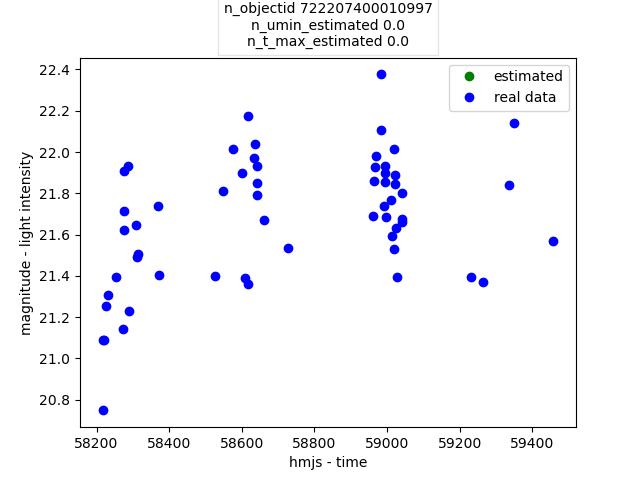 n_objectid 722207400010997
n_umin_estimated 0.0
n_t_max_estimated 0.0
estimated
real data
22.4
22.2
22.0
21.8
21.6
21.4
21.2
21.0
20.8
magnitude - light intensity
58200 58400 58600 58800 59000 59200 59400
hmjs - time